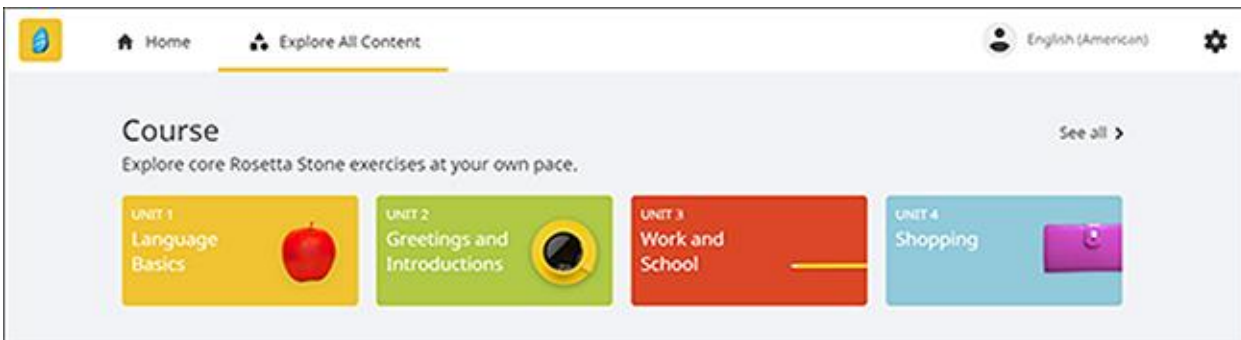 Home
Explore All Content
English (American)
Course
See all
Explore core Rosetta Stone exercises at your own pace.
UNIT 1
Language
Basics
UNIT 2
Greetings and
Introductions
UNIT 3
Work and
School
UNIT 4
Shopping